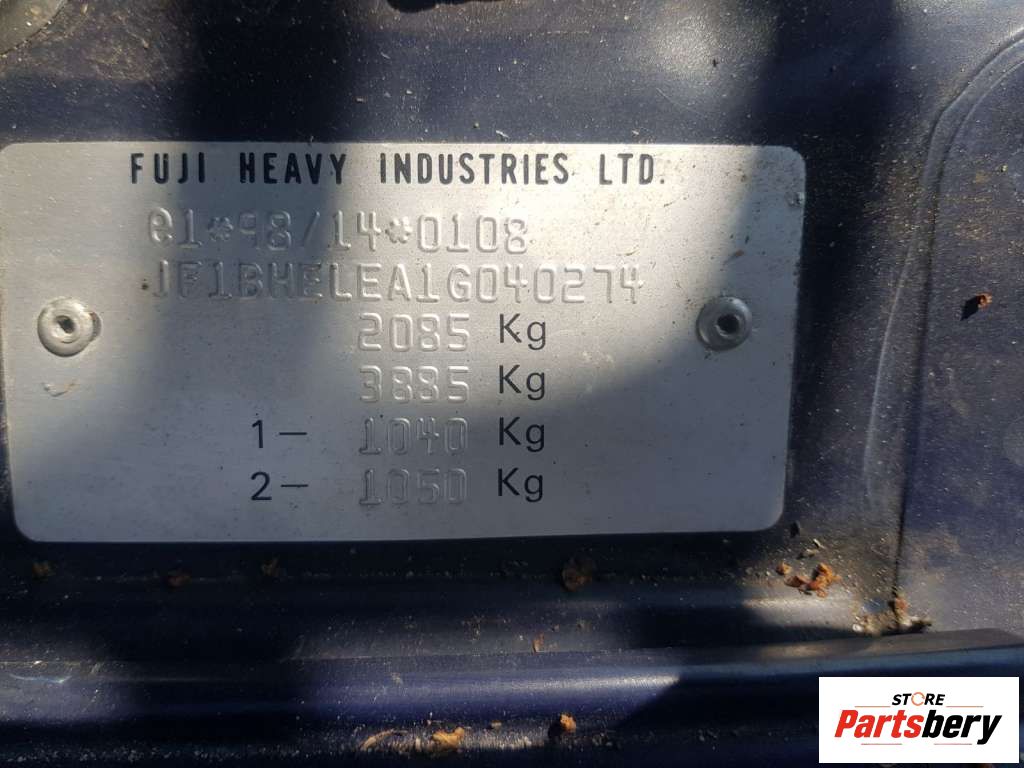 FUJI HEAVY INDUSTRIES LTD.
e1*98/14*0108
JF1BHELEA1G040274
2085 Kg
3885 Kg
1- 1040 Kg
2- 1050 Kg
STORE
Partsbery